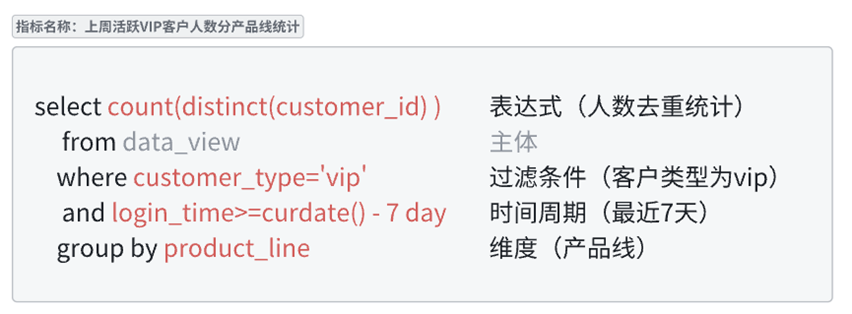 指标名称：上周活跃VIP客户人数分产品线统计
select count(distinct(customer_id) ) 表达式（人数去重统计）
from data_view 主体
where customer_type='vip' 过滤条件（客户类型为vip）
and login_time>=curdate() - 7 day 时间周期（最近7天）
group by product_line 维度（产品线）